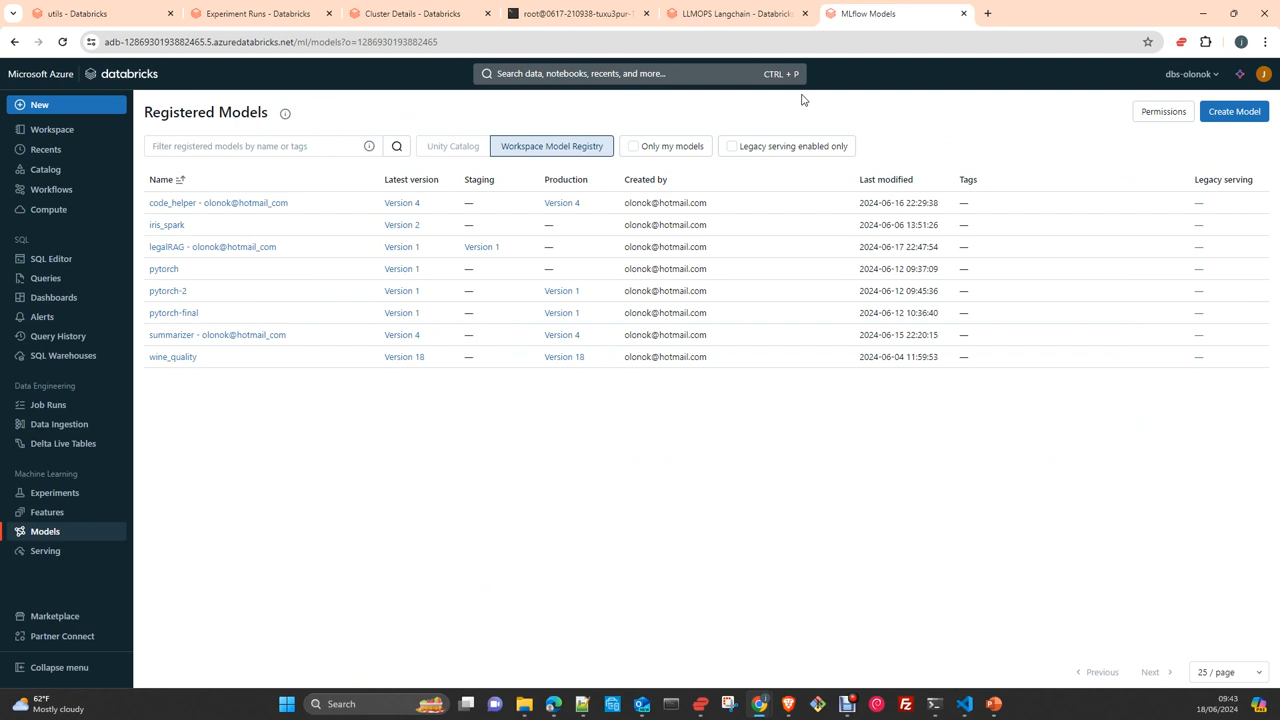 utils - Databricks
Experiment Runs - Databricks
Cluster Details - Databricks
root@0617-210938-tuxu3pur-1
LLMOPS Langchain - Databricks
MLflow Models
adb-1286930193882465.5.azuredatabricks.net/ml/models?o=1286930193882465
Microsoft Azure
databricks
Search data, notebooks, recents, and more...
CTRL + P
dbs-olonok
J
New
Workspace
Recents
Catalog
Workflows
Compute
SQL
SQL Editor
Queries
Dashboards
Alerts
Query History
SQL Warehouses
Data Engineering
Job Runs
Data Ingestion
Delta Live Tables
Machine Learning
Experiments
Features
Models
Serving
Marketplace
Partner Connect
Collapse menu
Registered Models
Permissions
Create Model
Filter registered models by name or tags
Unity Catalog
Workspace Model Registry
Only my models
Legacy serving enabled only
Name Latest version Staging Production Created by Last modified Tags Legacy serving
code_helper - olonok@hotmail_com Version 4 — Version 4 olonok@hotmail.com 2024-06-16 22:29:38 — —
iris_spark Version 2 — — olonok@hotmail.com 2024-06-06 13:51:26 — —
legalRAG - olonok@hotmail_com Version 1 Version 1 — olonok@hotmail.com 2024-06-17 22:47:54 — —
pytorch Version 1 — — olonok@hotmail.com 2024-06-12 09:37:09 — —
pytorch-2 Version 1 — Version 1 olonok@hotmail.com 2024-06-12 09:45:36 — —
pytorch-final Version 1 — Version 1 olonok@hotmail.com 2024-06-12 10:36:40 — —
summarizer - olonok@hotmail_com Version 4 — Version 4 olonok@hotmail.com 2024-06-15 22:20:15 — —
wine_quality Version 18 — Version 18 olonok@hotmail.com 2024-06-04 11:59:53 — —
Previous
Next
25 / page
62°F
Mostly cloudy
Search
09:43
18/06/2024